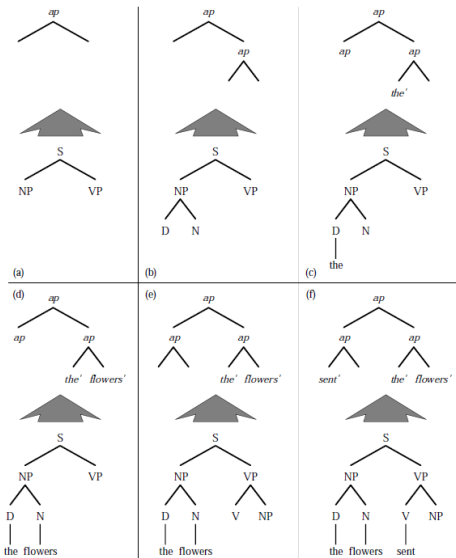 ap
S
NP VP
(a)
ap
ap
S
NP VP
D N
(b)
ap
ap ap
the'
S
NP VP
D N
the
(c)
(d)
ap
ap ap
the' flowers'
S
NP VP
D N
the flowers
(e)
ap
ap ap
the' flowers'
S
NP VP
D N V NP
the flowers
(f)
ap
ap ap
sent' the' flowers'
S
NP VP
D N V NP
the flowers sent